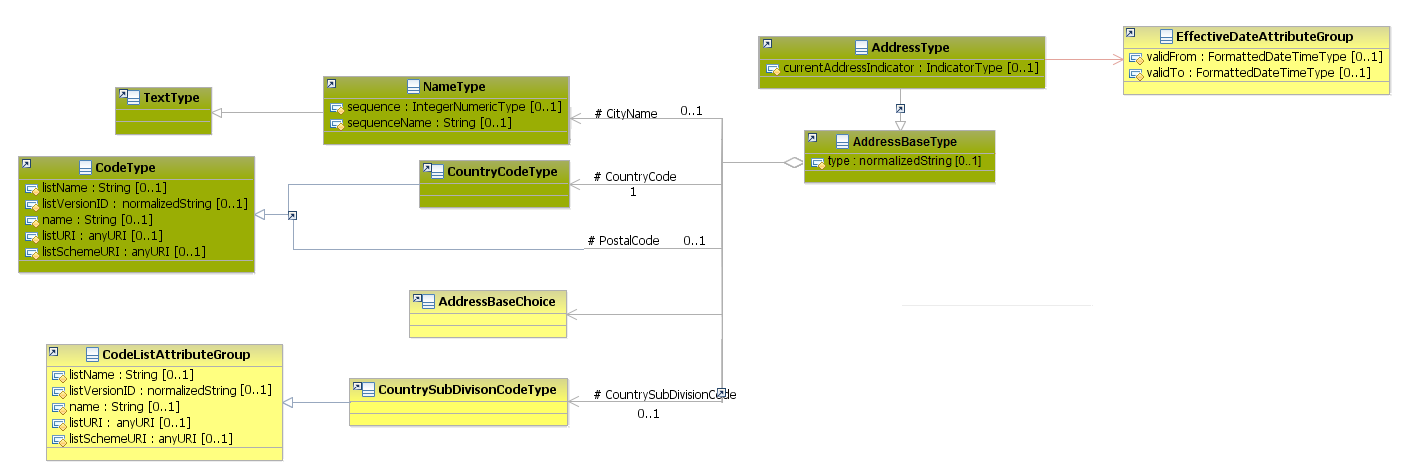 AddressType
currentAddressIndicator : IndicatorType [0..1]
EffectiveDateAttributeGroup
validFrom : FormattedDateTimeType [0..1]
validTo : FormattedDateTimeType [0..1]
TextType
NameType
sequence : IntegerNumericType [0..1]
sequenceName : String [0..1]
# CityName
0..1
AddressBaseType
type : normalizedString [0..1]
CodeType
listName : String [0..1]
listVersionID : normalizedString [0..1]
name : String [0..1]
listURI : anyURI [0..1]
listSchemeURI : anyURI [0..1]
CountryCodeType
# CountryCode
1
# PostalCode
0..1
AddressBaseChoice
CodeListAttributeGroup
listName : String [0..1]
listVersionID : normalizedString [0..1]
name : String [0..1]
listURI : anyURI [0..1]
listSchemeURI : anyURI [0..1]
CountrySubDivisonCodeType
# CountrySubDivisionCode
0..1